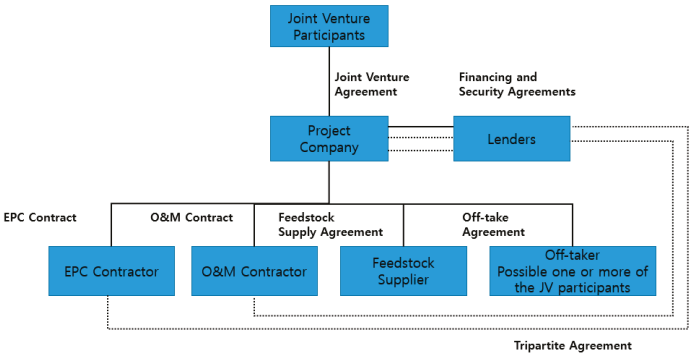 Joint Venture
Participants
Joint Venture
Agreement
Financing and
Security Agreements
Project
Company
Lenders
EPC Contract
O&M Contract
Feedstock
Supply Agreement
Off-take
Agreement
EPC Contractor
O&M Contractor
Feedstock
Supplier
Off-taker
Possible one or more of
the JV participants
Tripartite Agreement